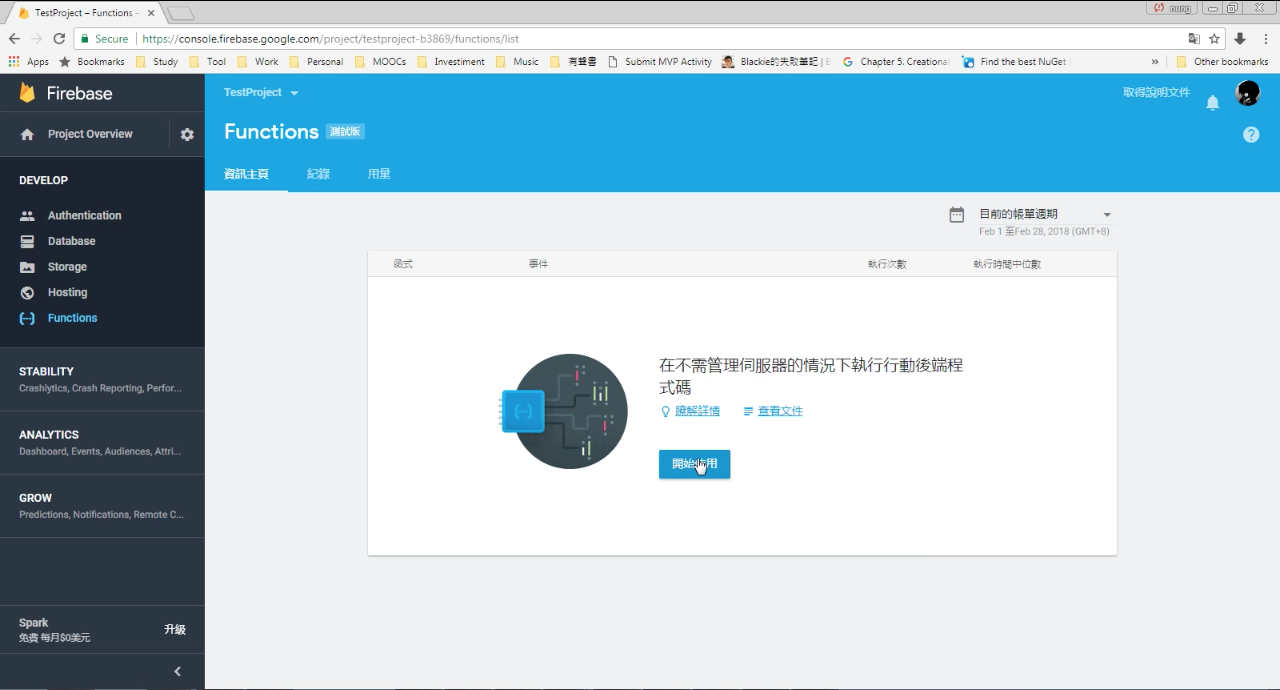 TestProject – Functions -
nung
Secure
https://console.firebase.google.com/project/testproject-b3869/functions/list
Apps
Bookmarks
Study
Tool
Work
Personal
MOOCs
Investiment
Music
有聲書
Submit MVP Activity
Blackie的失敗筆記 | B
Chapter 5. Creational
Find the best NuGet
»
Other bookmarks
Firebase
Project Overview
DEVELOP
Authentication
Database
Storage
Hosting
Functions
STABILITY
Crashlytics, Crash Reporting, Perfor...
ANALYTICS
Dashboard, Events, Audiences, Attri...
GROW
Predictions, Notifications, Remote C...
Spark
免費 每月$0美元
升級
TestProject
取得說明文件
Functions 測試版
資訊主頁
紀錄
用量
目前的帳單週期
Feb 1 至Feb 28, 2018 (GMT+8)
函式
事件
執行次數
執行時間中位數
在不需管理伺服器的情況下執行行動後端程
式碼
瞭解詳情
查看文件
開始使用